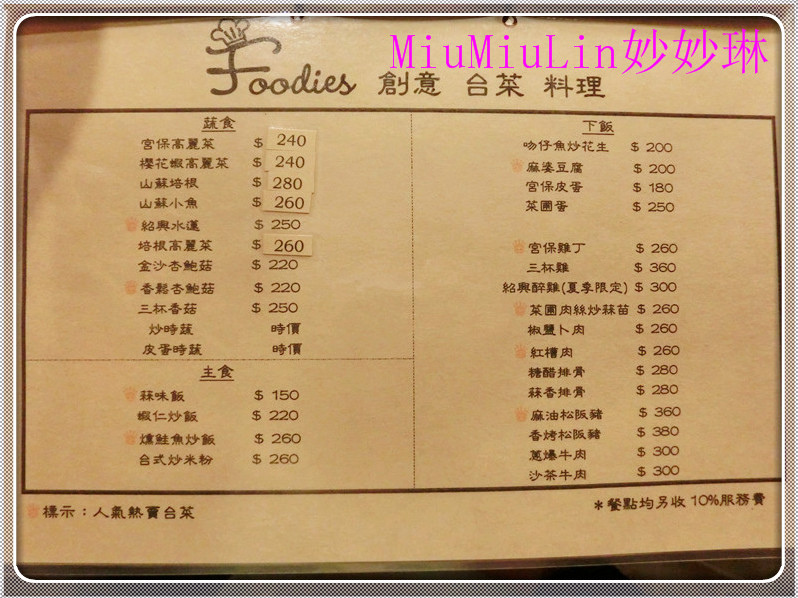 MiuMiuLin妙妙琳
Foodies 創意 台菜 料理
蔬食
宮保高麗菜 $ 240
櫻花蝦高麗菜 $ 240
山蘇培根 $ 280
山蘇小魚 $ 260
紹興水蓮 $ 250
培根高麗菜 $ 260
金沙杏鮑菇 $ 220
香鬆杏鮑菇 $ 220
三杯香菇 $ 250
炒時蔬 時價
皮蛋時蔬 時價
主食
蒜味飯 $ 150
蝦仁炒飯 $ 220
燻鮭魚炒飯 $ 260
台式炒米粉 $ 260
下飯
吻仔魚炒花生 $ 200
麻婆豆腐 $ 200
宮保皮蛋 $ 180
菜圃蛋 $ 250
宮保雞丁 $ 260
三杯雞 $ 360
紹興醉雞(夏季限定) $ 300
菜圃肉絲炒蒜苗 $ 260
椒鹽卜肉 $ 260
紅槽肉 $ 260
糖醋排骨 $ 280
蒜香排骨 $ 280
麻油松阪豬 $ 360
香烤松阪豬 $ 380
蔥爆牛肉 $ 300
沙茶牛肉 $ 300
標示：人氣熱賣台菜
＊餐點均另收10%服務費